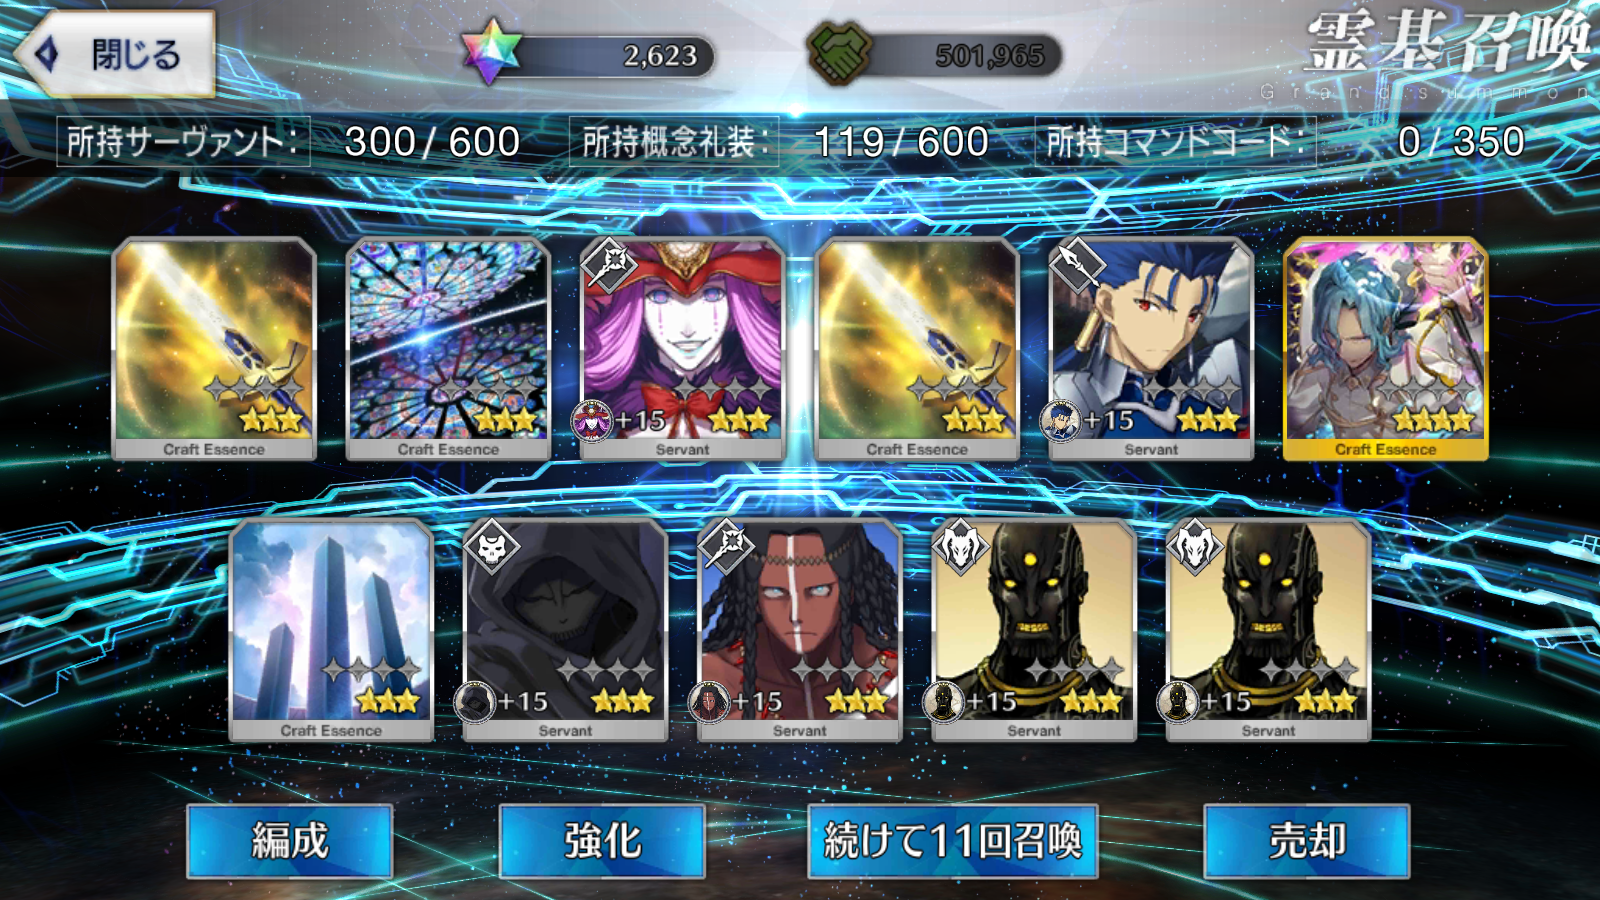 閉じる
2,623
501,965
霊基召喚
Grand summon
所持サーヴァント: 300 / 600
所持概念礼装: 119 / 600
所持コマンドコード: 0 / 350
Craft Essence
Craft Essence
+15
Servant
Craft Essence
+15
Servant
Craft Essence
Craft Essence
+15
Servant
+15
Servant
+15
Servant
+15
Servant
編成
強化
続けて11回召喚
売却